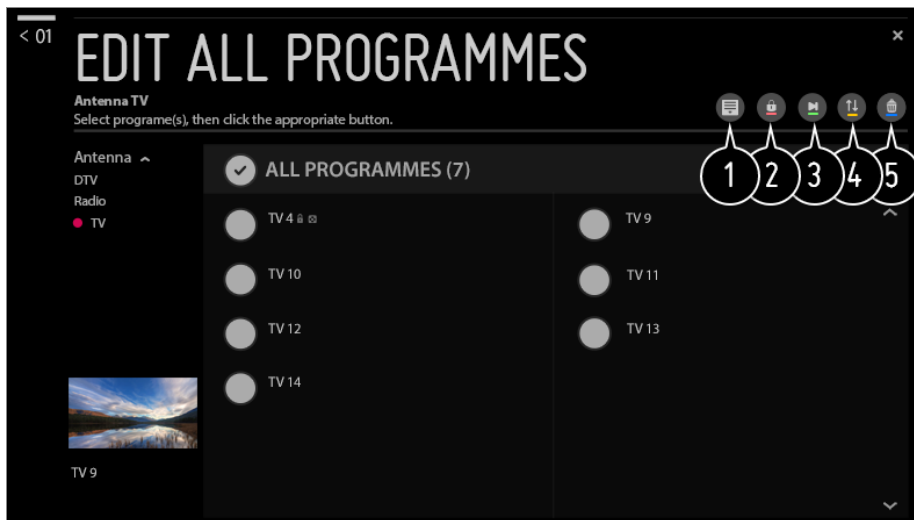 < 01
EDIT ALL PROGRAMMES
Antenna TV
Select programe(s), then click the appropriate button.
1 2 3 4 5
Antenna
DTV
Radio
TV
ALL PROGRAMMES (7)
TV 4
TV 9
TV 10
TV 11
TV 12
TV 13
TV 14
TV 9